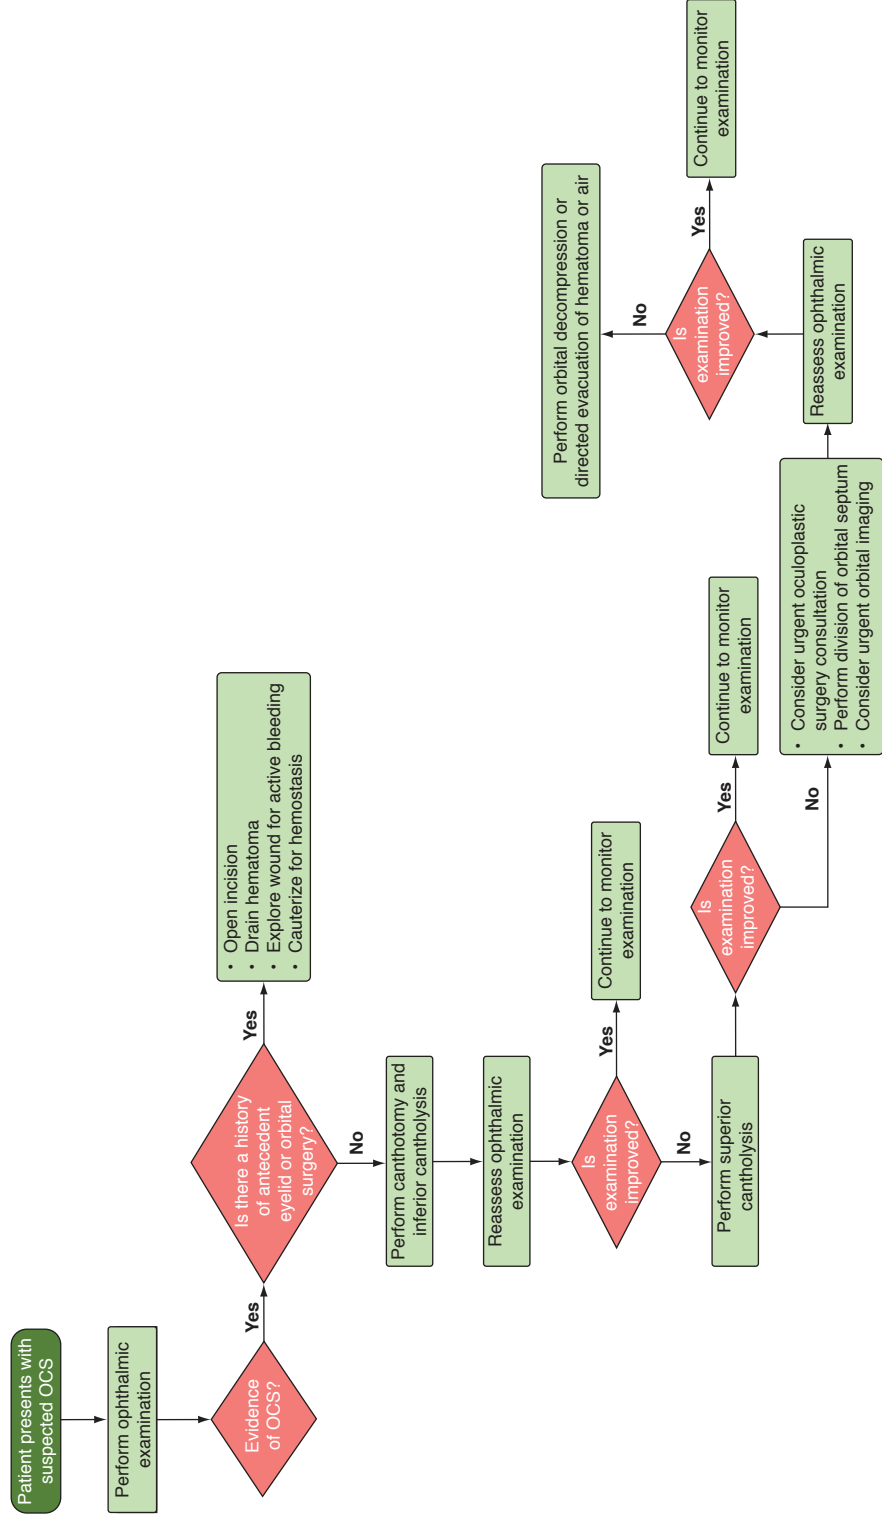 Patient presents with
suspected OCS
Perform ophthalmic
examination
Evidence
of OCS?
Yes
Is there a history
of antecedent
eyelid or orbital
surgery?
Yes
• Open incision
• Drain hematoma
• Explore wound for active bleeding
• Cauterize for hemostasis
No
Perform canthotomy and
inferior cantholysis
Reassess ophthalmic
examination
Is
examination
improved?
Yes
Continue to monitor
examination
No
Perform superior
cantholysis
Is
examination
improved?
Yes
Continue to monitor
examination
No
• Consider urgent oculoplastic
surgery consultation
• Perform division of orbital septum
• Consider urgent orbital imaging
Reassess ophthalmic
examination
Is
examination
improved?
Yes
Continue to monitor
examination
No
Perform orbital decompression or
directed evacuation of hematoma or air